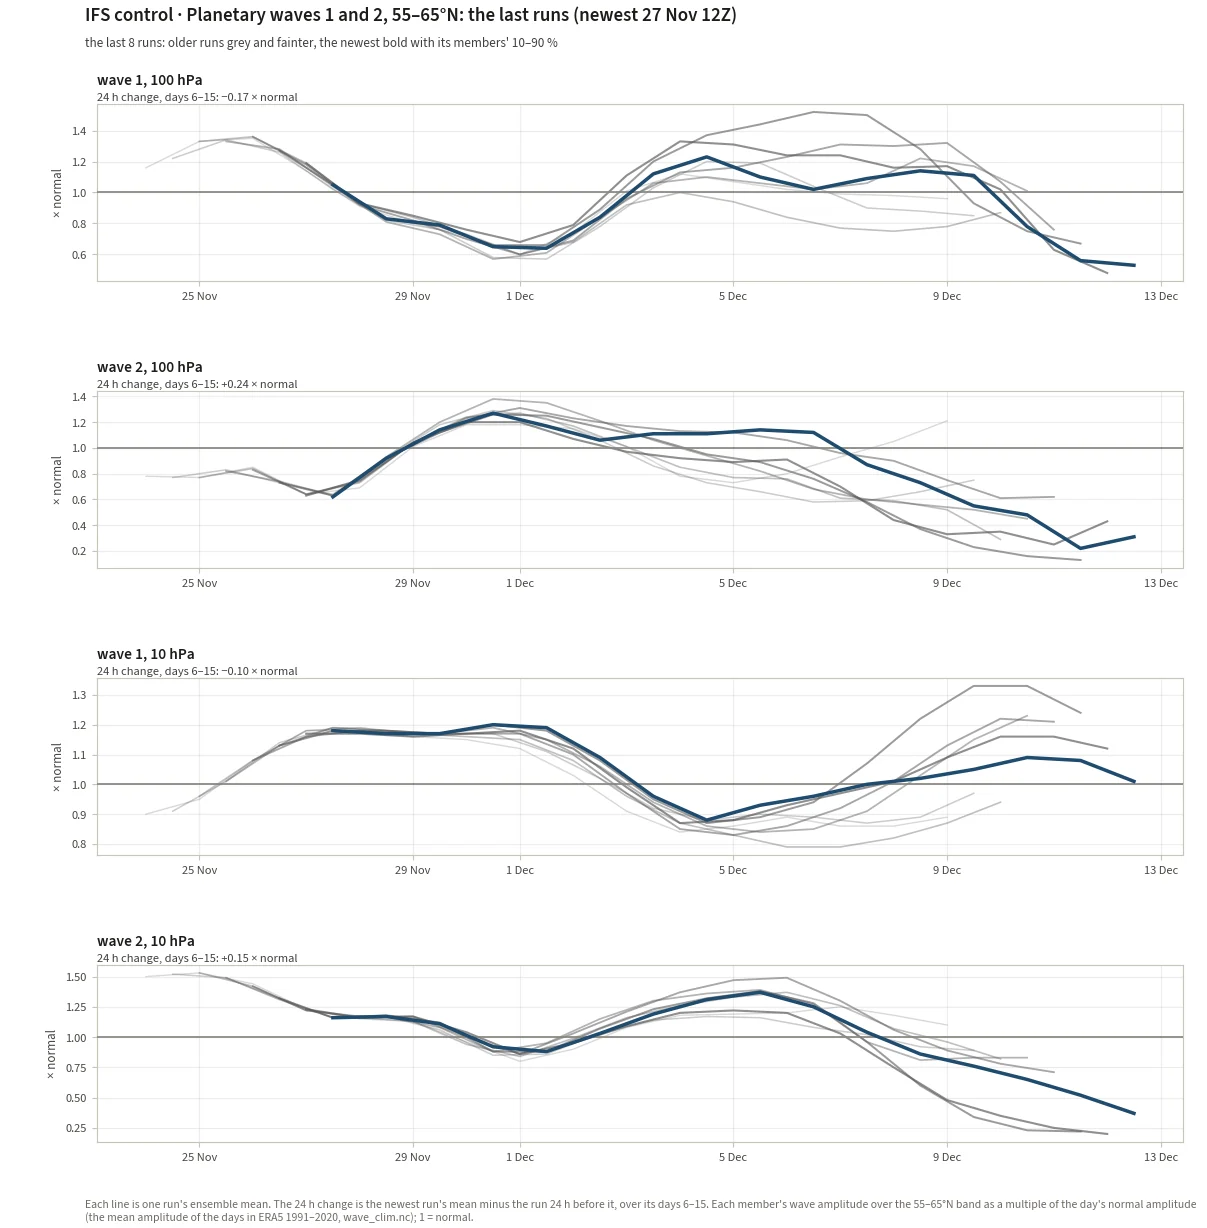 IFS control · Planetary waves 1 and 2, 55–65°N: the last runs (newest 27 Nov 12Z)
the last 8 runs: older runs grey and fainter, the newest bold with its members' 10–90 %
wave 1, 100 hPa
24 h change, days 6–15: −0.17 × normal
1.4
1.2
1.0
0.8
0.6
× normal
25 Nov 29 Nov 1 Dec 5 Dec 9 Dec 13 Dec
wave 2, 100 hPa
24 h change, days 6–15: +0.24 × normal
1.4
1.2
1.0
0.8
0.6
0.4
0.2
× normal
25 Nov 29 Nov 1 Dec 5 Dec 9 Dec 13 Dec
wave 1, 10 hPa
24 h change, days 6–15: −0.10 × normal
1.3
1.2
1.1
1.0
0.9
0.8
× normal
25 Nov 29 Nov 1 Dec 5 Dec 9 Dec 13 Dec
wave 2, 10 hPa
24 h change, days 6–15: +0.15 × normal
1.50
1.25
1.00
0.75
0.50
0.25
× normal
25 Nov 29 Nov 1 Dec 5 Dec 9 Dec 13 Dec
Each line is one run's ensemble mean. The 24 h change is the newest run's mean minus the run 24 h before it, over its days 6–15. Each member's wave amplitude over the 55–65°N band as a multiple of the day's normal amplitude
(the mean amplitude of the days in ERA5 1991–2020, wave_clim.nc); 1 = normal.